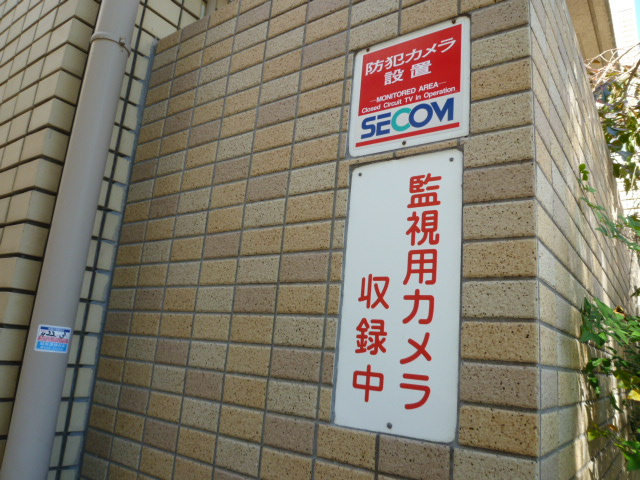 防犯カメラ
設置
MONITORED AREA
Closed Circuit TV In Operation
SECOM
監視用カメラ
収録中